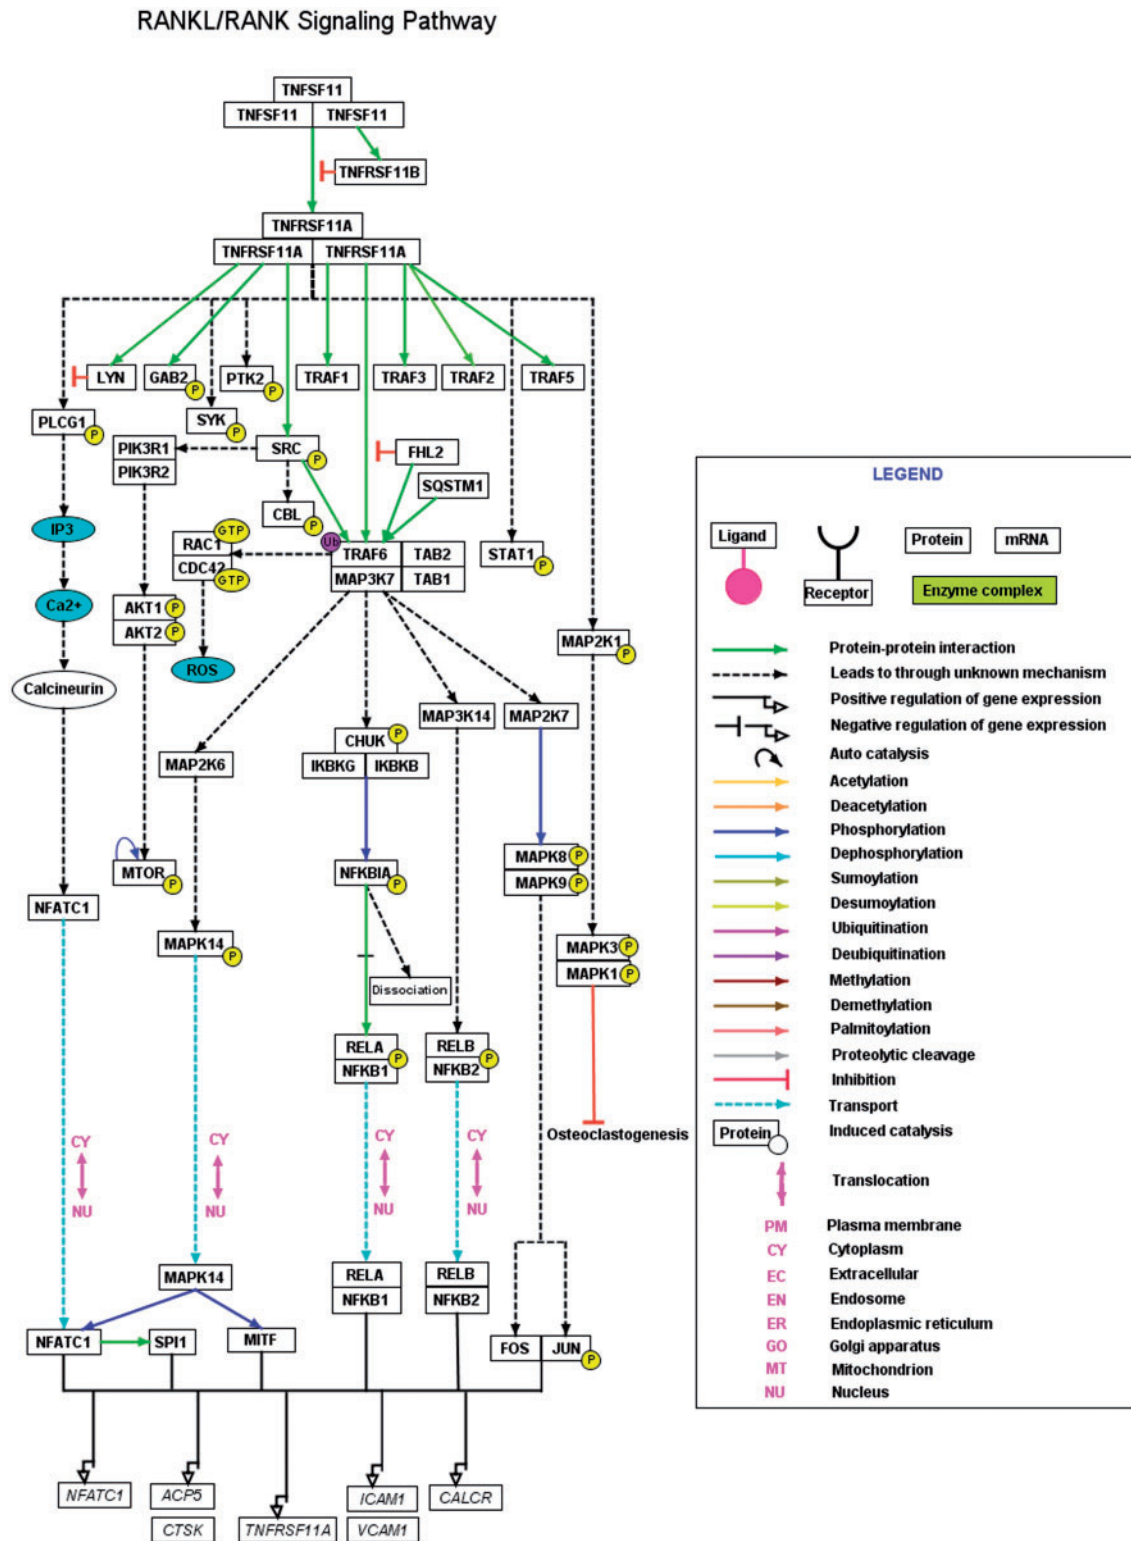 RANKL/RANK Signaling Pathway
TNFSF11
TNFSF11 TNFSF11
TNFRSF11B
TNFRSF11A
TNFRSF11A TNFRSF11A
LYN GAB2 P PTK2 P TRAF1 TRAF3 TRAF2 TRAF5
PLCG1 P SYK P
PIK3R1 SRC P FHL2
PIK3R2
SQSTM1
IP3 CBL P
RAC1 GTP Ub TRAF6 TAB2 STAT1 P
CDC42 GTP MAP3K7 TAB1
Ca2+ AKT1 P
AKT2 P MAP2K1 P
ROS
Calcineurin
MAP3K14 MAP2K7
CHUK P
MAP2K6 IKBKG IKBKB
MTOR P NFKBIA P MAPK8 P
MAPK9 P
NFATC1
MAPK14 P MAPK3 P
MAPK1 P
Dissociation
RELA P RELB P
NFKB1 NFKB2
Osteoclastogenesis
CY CY CY CY
NU NU NU NU
MAPK14 RELA RELB
NFKB1 NFKB2
NFATC1 SPI1 MITF FOS JUN P
NFATC1 ACP5 ICAM1 CALCR
CTSK TNFRSF11A VCAM1
LEGEND
Ligand Protein mRNA
Receptor Enzyme complex
Protein-protein interaction
Leads to through unknown mechanism
Positive regulation of gene expression
Negative regulation of gene expression
Auto catalysis
Acetylation
Deacetylation
Phosphorylation
Dephosphorylation
Sumoylation
Desumoylation
Ubiquitination
Deubiquitination
Methylation
Demethylation
Palmitoylation
Proteolytic cleavage
Inhibition
Transport
Protein Induced catalysis
Translocation
PM Plasma membrane
CY Cytoplasm
EC Extracellular
EN Endosome
ER Endoplasmic reticulum
GO Golgi apparatus
MT Mitochondrion
NU Nucleus